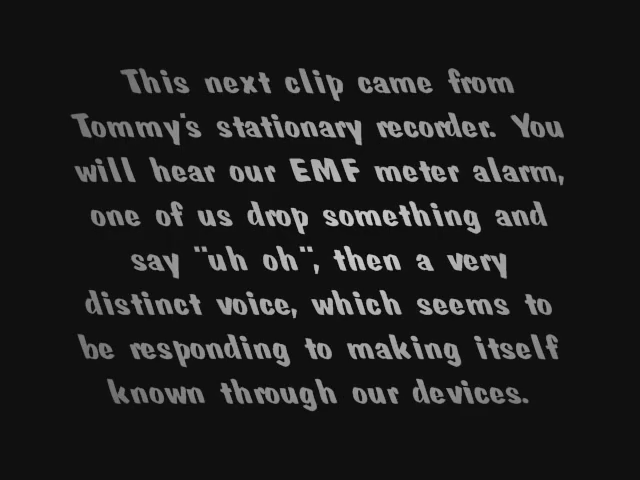 This next clip came from
Tommy's stationary recorder. You
will hear our EMF meter alarm,
one of us drop something and
say "uh oh", then a very
distinct voice, which seems to
be responding to making itself
known through our devices.